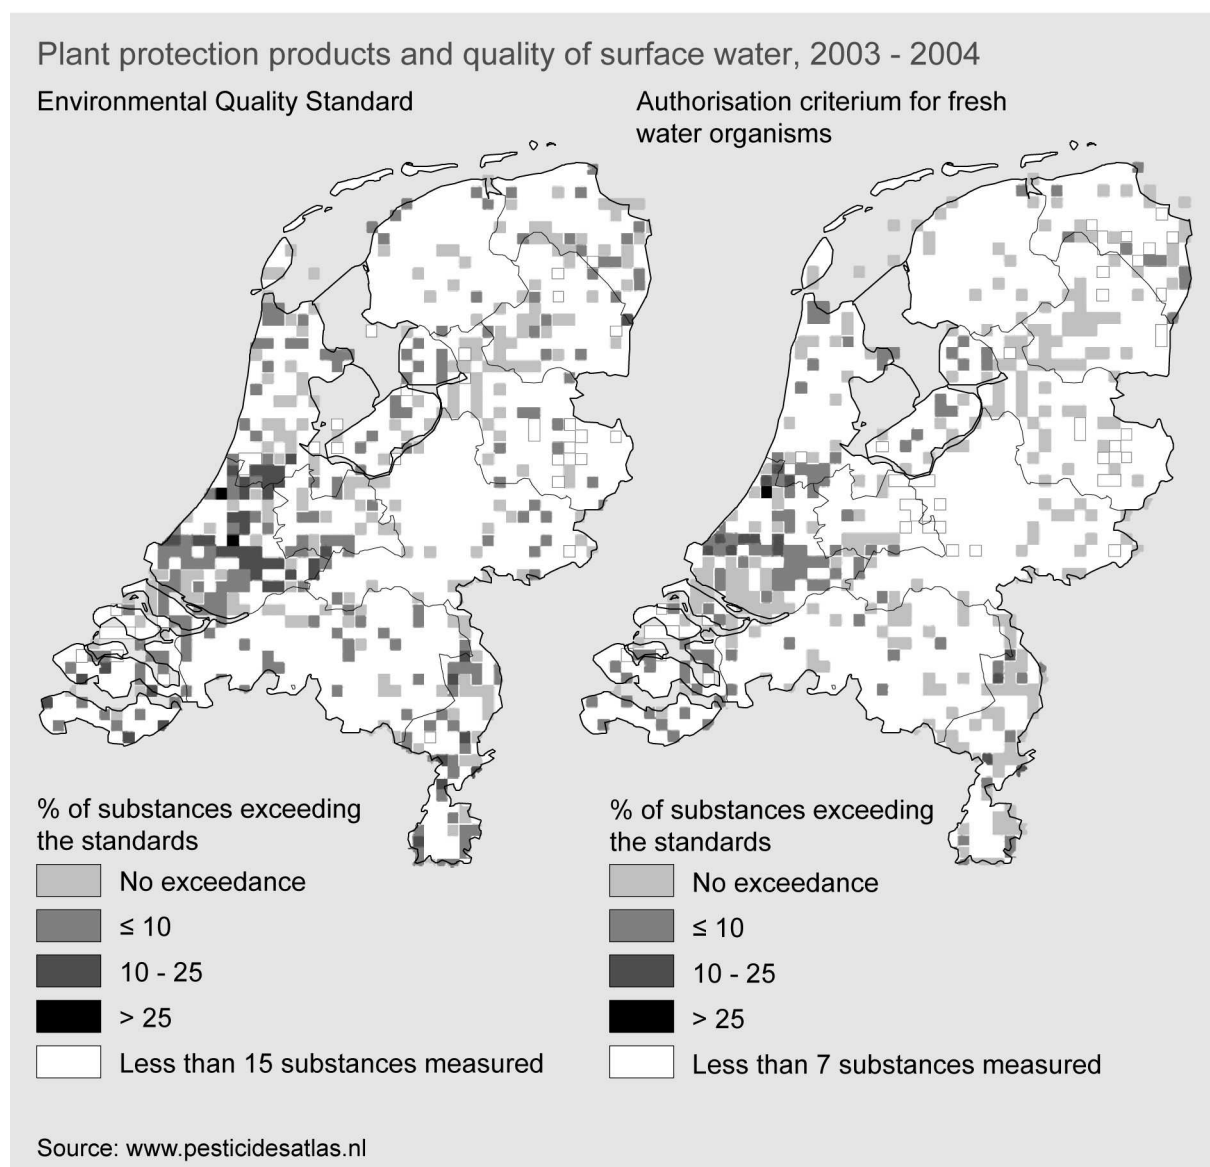 Plant protection products and quality of surface water, 2003 - 2004
Environmental Quality Standard
Authorisation criterium for fresh
water organisms
% of substances exceeding
the standards
No exceedance
≤ 10
10 - 25
> 25
Less than 15 substances measured
% of substances exceeding
the standards
No exceedance
≤ 10
10 - 25
> 25
Less than 7 substances measured
Source: www.pesticidesatlas.nl